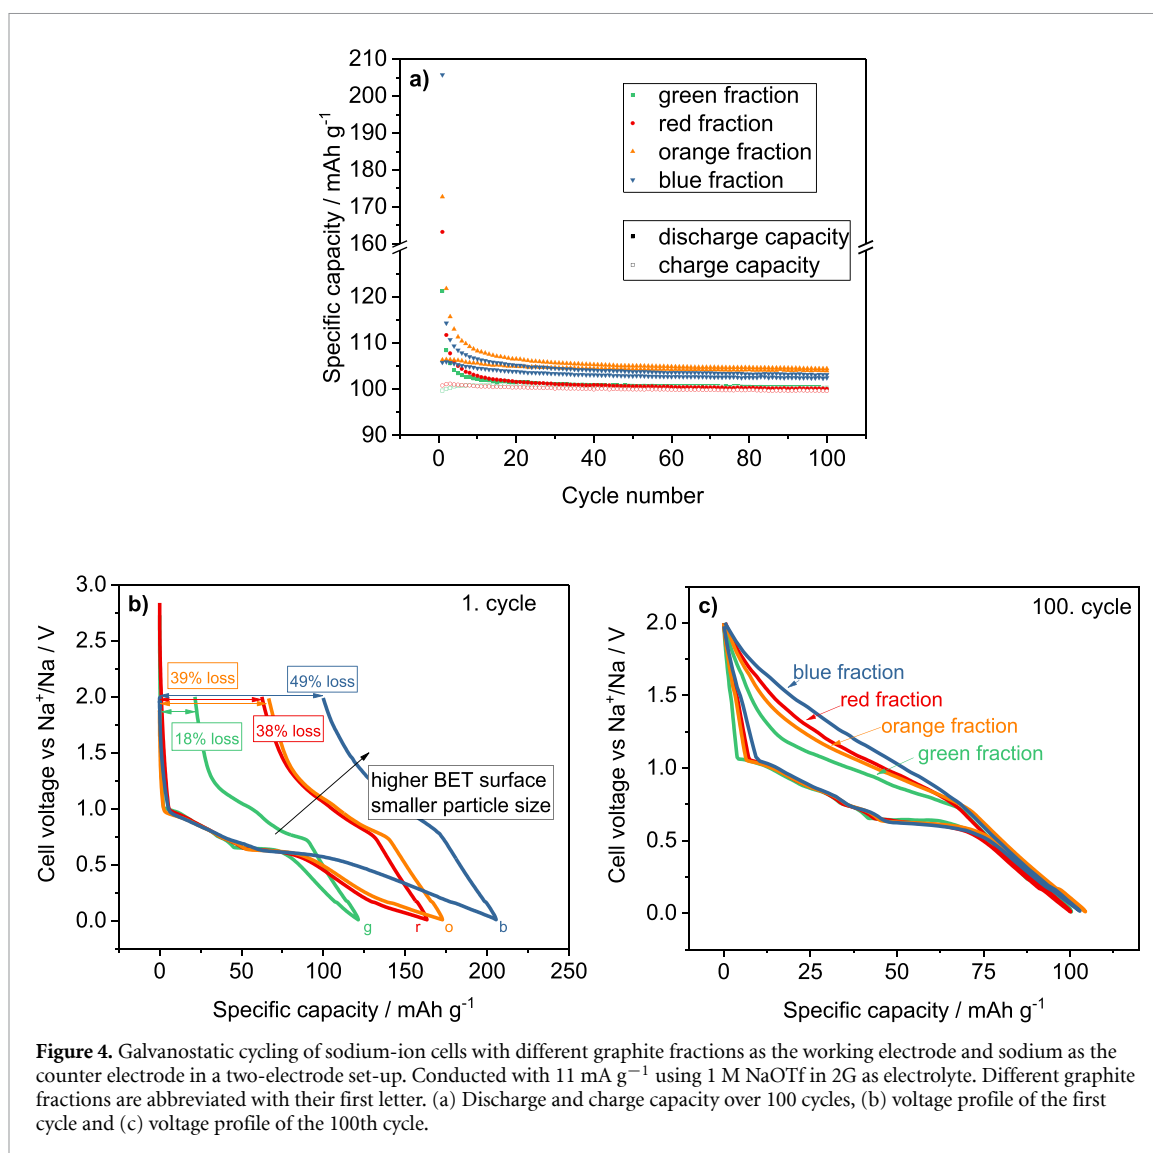 a)
210
205
200
180
170
160
120
110
100
90
Specific capacity / mAh g⁻¹
green fraction
red fraction
orange fraction
blue fraction
discharge capacity
charge capacity
0 20 40 60 80 100
Cycle number
b)
1. cycle
3.0
2.5
2.0
1.5
1.0
0.5
0.0
Cell voltage vs Na⁺/Na / V
39% loss
49% loss
18% loss
38% loss
higher BET surface
smaller particle size
g r o b
0 50 100 150 200 250
Specific capacity / mAh g⁻¹
c)
100. cycle
2.0
1.5
1.0
0.5
0.0
Cell voltage vs Na⁺/Na / V
blue fraction
red fraction
orange fraction
green fraction
0 25 50 75 100
Specific capacity / mAh g⁻¹
Figure 4. Galvanostatic cycling of sodium-ion cells with different graphite fractions as the working electrode and sodium as the
counter electrode in a two-electrode set-up. Conducted with 11 mA g⁻¹ using 1 M NaOTf in 2G as electrolyte. Different graphite
fractions are abbreviated with their first letter. (a) Discharge and charge capacity over 100 cycles, (b) voltage profile of the first
cycle and (c) voltage profile of the 100th cycle.